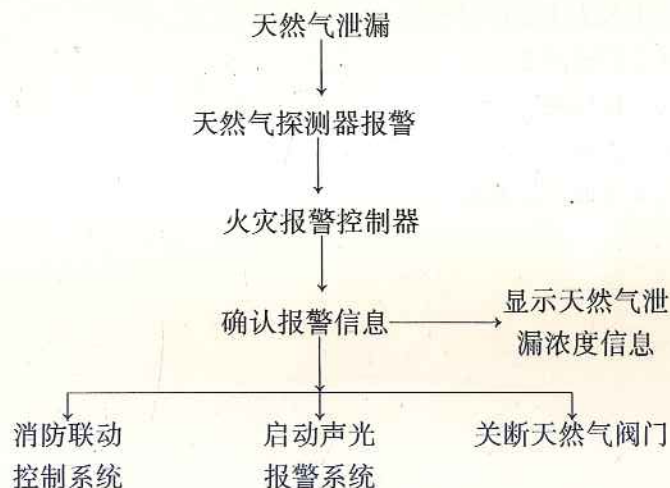 天然气泄漏
天然气探测器报警
火灾报警控制器
确认报警信息
显示天然气泄
漏浓度信息
消防联动
控制系统
启动声光
报警系统
关断天然气阀门